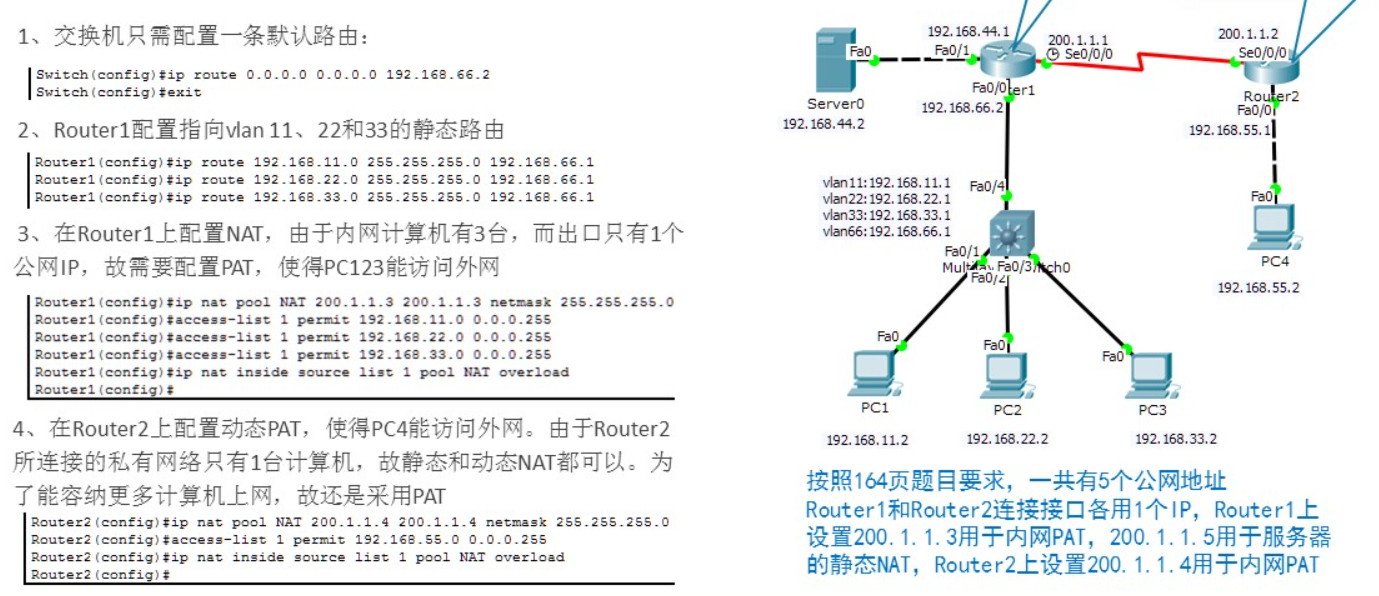 1、交换机只需配置一条默认路由：
Switch(config)#ip route 0.0.0.0 0.0.0.0 192.168.66.2
Switch(config)#exit
2、Router1配置指向vlan 11、22和33的静态路由
Router1(config)#ip route 192.168.11.0 255.255.255.0 192.168.66.1
Router1(config)#ip route 192.168.22.0 255.255.255.0 192.168.66.1
Router1(config)#ip route 192.168.33.0 255.255.255.0 192.168.66.1
3、在Router1上配置NAT，由于内网计算机有3台，而出口只有1个
公网IP，故需要配置PAT，使得PC123能访问外网
Router1(config)#ip nat pool NAT 200.1.1.3 200.1.1.3 netmask 255.255.255.0
Router1(config)#access-list 1 permit 192.168.11.0 0.0.0.255
Router1(config)#access-list 1 permit 192.168.22.0 0.0.0.255
Router1(config)#access-list 1 permit 192.168.33.0 0.0.0.255
Router1(config)#ip nat inside source list 1 pool NAT overload
Router1(config)#
4、在Router2上配置动态PAT，使得PC4能访问外网。由于Router2
所连接的私有网络只有1台计算机，故静态和动态NAT都可以。为
了能容纳更多计算机上网，故还是采用PAT
Router2(config)#ip nat pool NAT 200.1.1.4 200.1.1.4 netmask 255.255.255.0
Router2(config)#access-list 1 permit 192.168.55.0 0.0.0.255
Router2(config)#ip nat inside source list 1 pool NAT overload
Router2(config)#
192.168.44.1
Fa0
Fa0/1
200.1.1.1
Se0/0/0
200.1.1.2
Se0/0/0
Server0
192.168.44.2
Fa0/0
ter1
192.168.66.2
Router2
Fa0/0
192.168.55.1
vlan11:192.168.11.1
vlan22:192.168.22.1
vlan33:192.168.33.1
vlan66:192.168.66.1
Fa0/4
Fa0
PC4
192.168.55.2
Fa0/1
Fa0/3
tch0
Fa0/2
Fa0
Fa0
Fa0
PC1
PC2
PC3
192.168.11.2
192.168.22.2
192.168.33.2
按照164页题目要求，一共有5个公网地址
Router1和Router2连接接口各用1个IP，Router1上
设置200.1.1.3用于内网PAT，200.1.1.5用于服务器
的静态NAT，Router2上设置200.1.1.4用于内网PAT